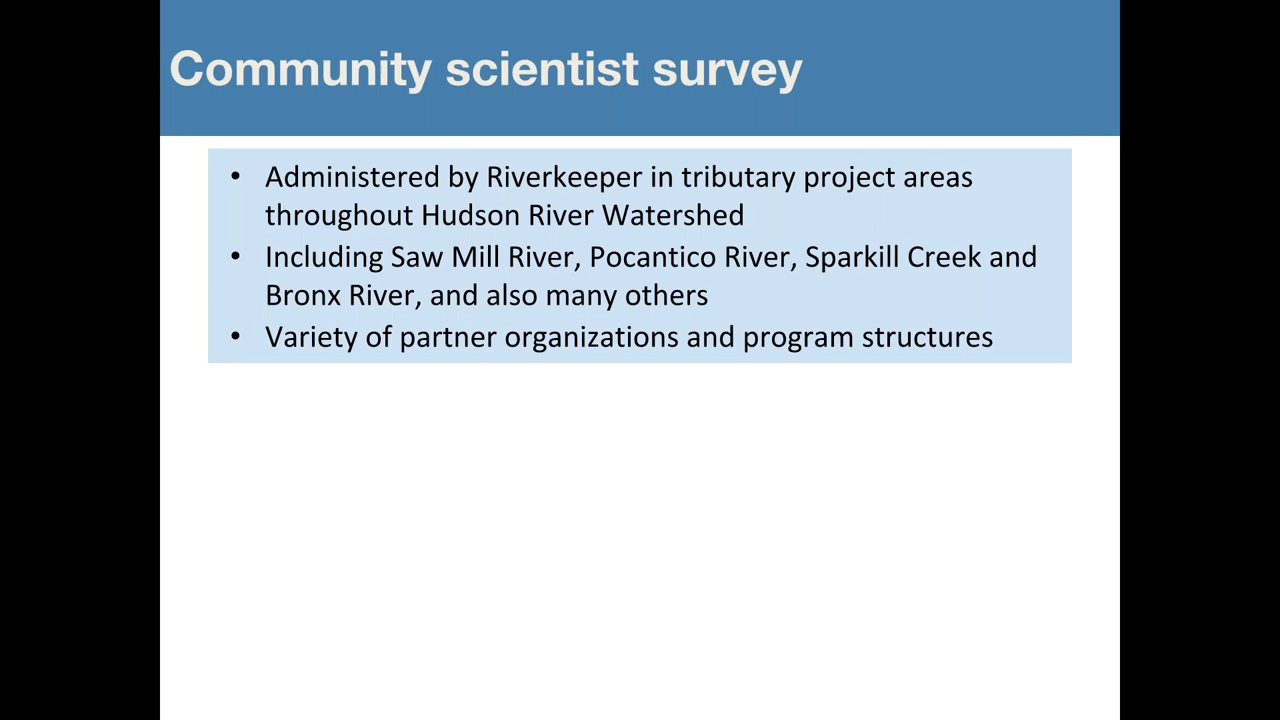 Community scientist survey
• Administered by Riverkeeper in tributary project areas
throughout Hudson River Watershed
• Including Saw Mill River, Pocantico River, Sparkill Creek and
Bronx River, and also many others
• Variety of partner organizations and program structures